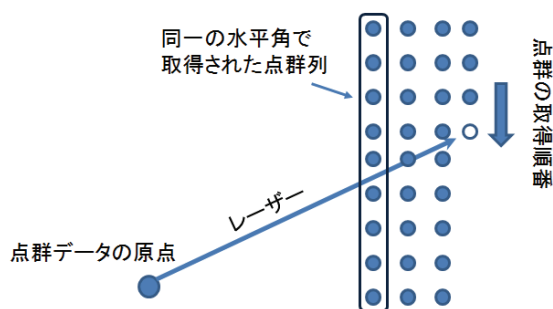 同一の水平角で
取得された点群列
点群の取得順番
レーザー
点群データの原点